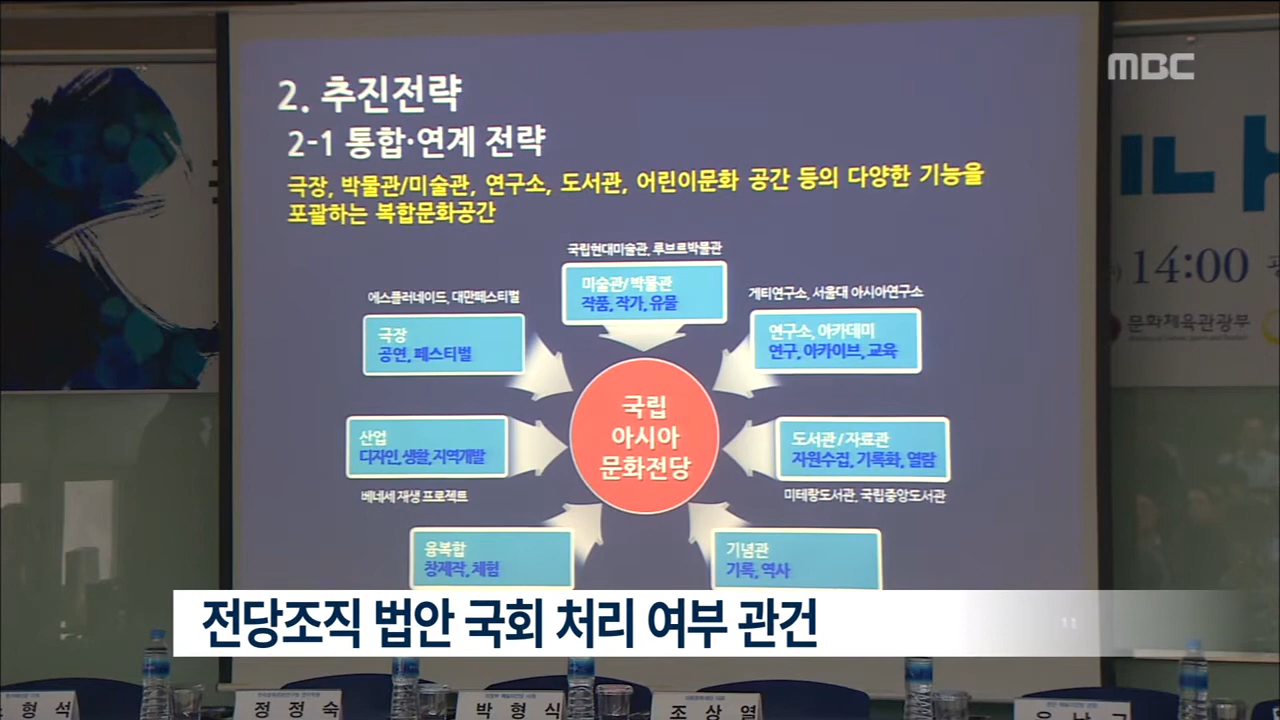 MBC
2. 추진전략
2-1 통합·연계 전략
극장, 박물관/미술관, 연구소, 도서관, 어린이문화 공간 등의 다양한 기능을
포괄하는 복합문화공간
국립현대미술관, 루브르박물관
미술관/박물관
작품, 작가, 유물
에스플러네이드, 대만페스티벌
극장
공연, 페스티벌
게티연구소, 서울대 아시아연구소
연구소, 아카데미
연구, 아카이브, 교육
국립
아시아
문화전당
산업
디자인, 생활, 지역개발
베네세 재생 프로젝트
도서관/자료관
자원수집, 기록화, 열람
미테랑도서관, 국립중앙도서관
융복합
창제작, 체험
기념관
기록, 역사
14:00
문화체육관광부
전당조직 법안 국회 처리 여부 관건
형석
정정숙
박형식
조상열